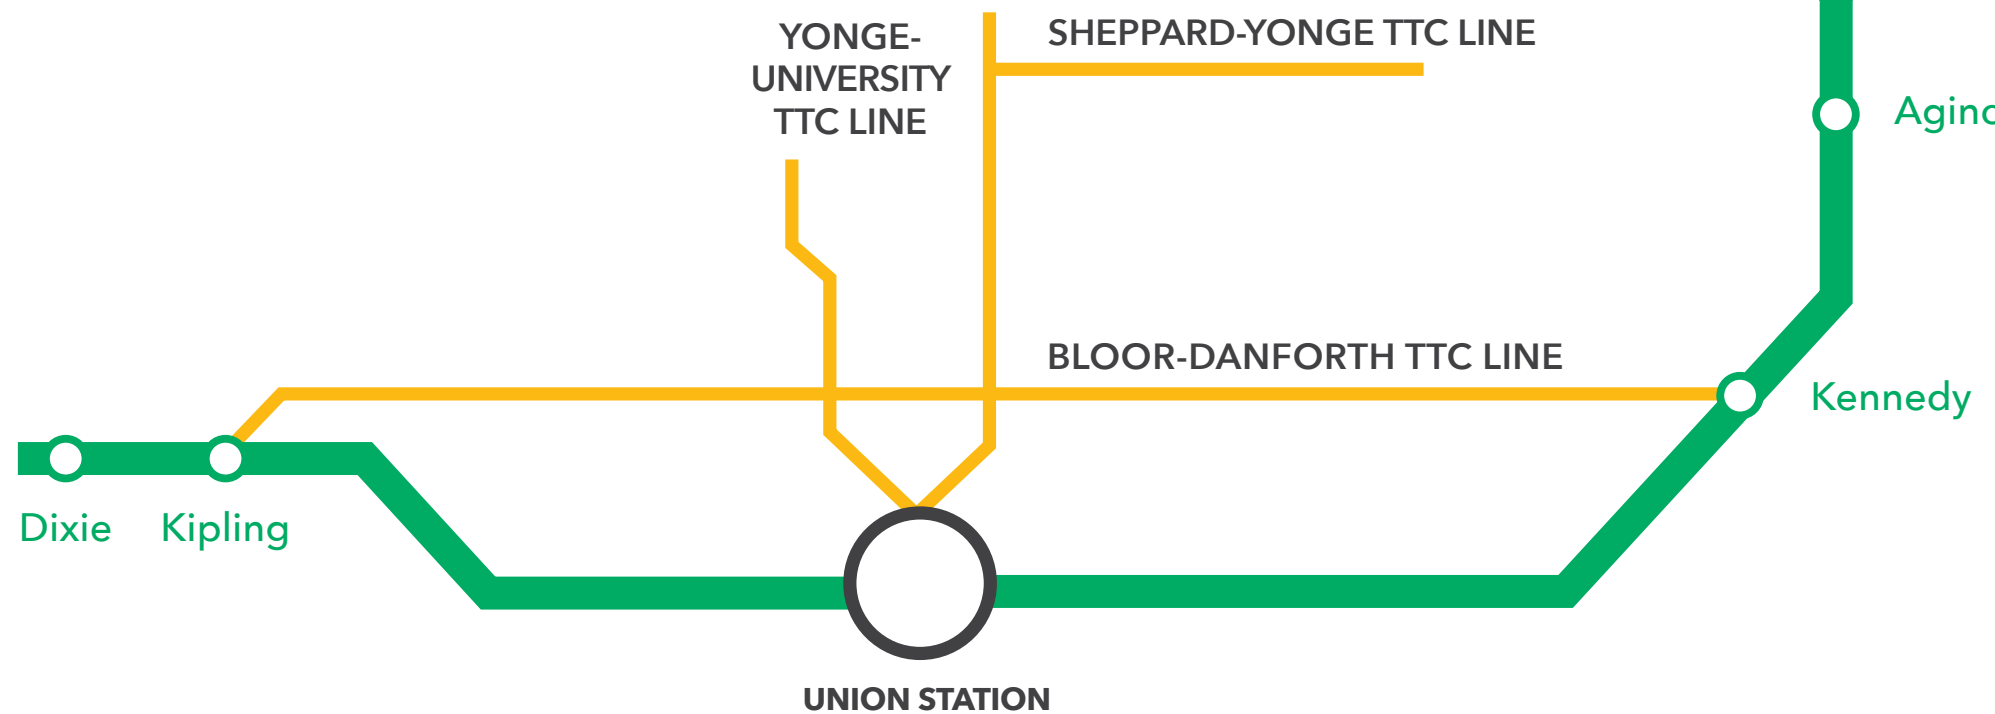 YONGE-
UNIVERSITY
TTC LINE
SHEPPARD-YONGE TTC LINE
BLOOR-DANFORTH TTC LINE
Kennedy
Dixie
Kipling
UNION STATION